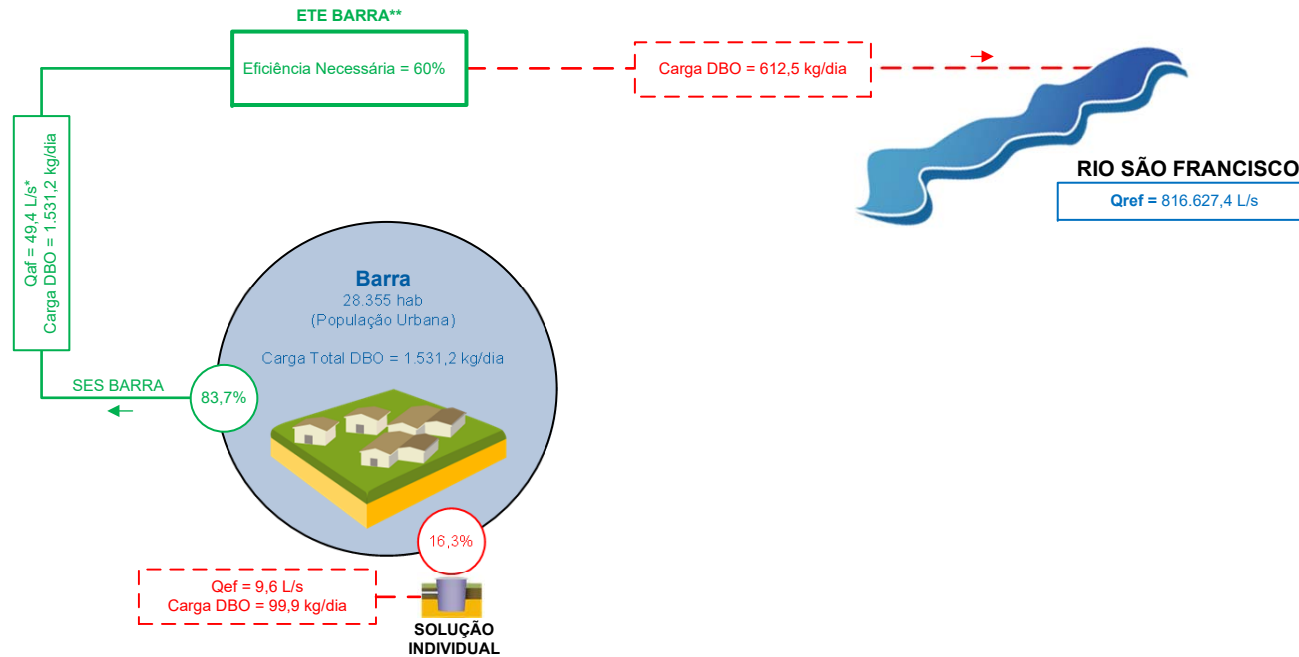 ETE BARRA**
Eficiência Necessária = 60%
Carga DBO = 612,5 kg/dia
RIO SÃO FRANCISCO
Qref = 816.627,4 L/s
Qaf = 49,4 L/s*
Carga DBO = 1.531,2 kg/dia
Barra
28.355 hab
(População Urbana)
Carga Total DBO = 1.531,2 kg/dia
SES BARRA
83,7%
16,3%
Qef = 9,6 L/s
Carga DBO = 99,9 kg/dia
SOLUÇÃO
INDIVIDUAL